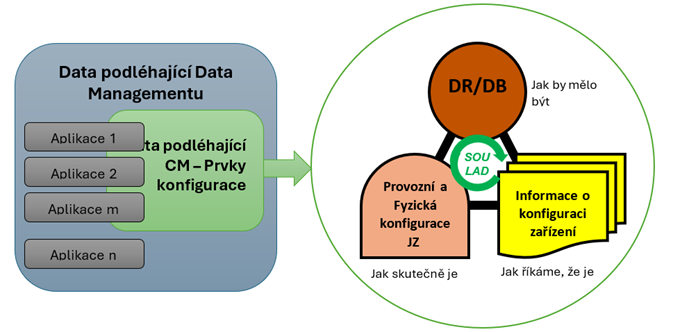 Data podléhající Data
Managementu
Aplikace 1
ta podléhající
Aplikace 2
CM – Prvky
konfigurace
Aplikace m
Aplikace n
DR/DB
Jak by mělo
být
SOU
LAD
Provozní a
Fyzická
konfigurace
JZ
Informace o
konfiguraci
zařízení
Jak skutečně je
Jak říkáme, že je